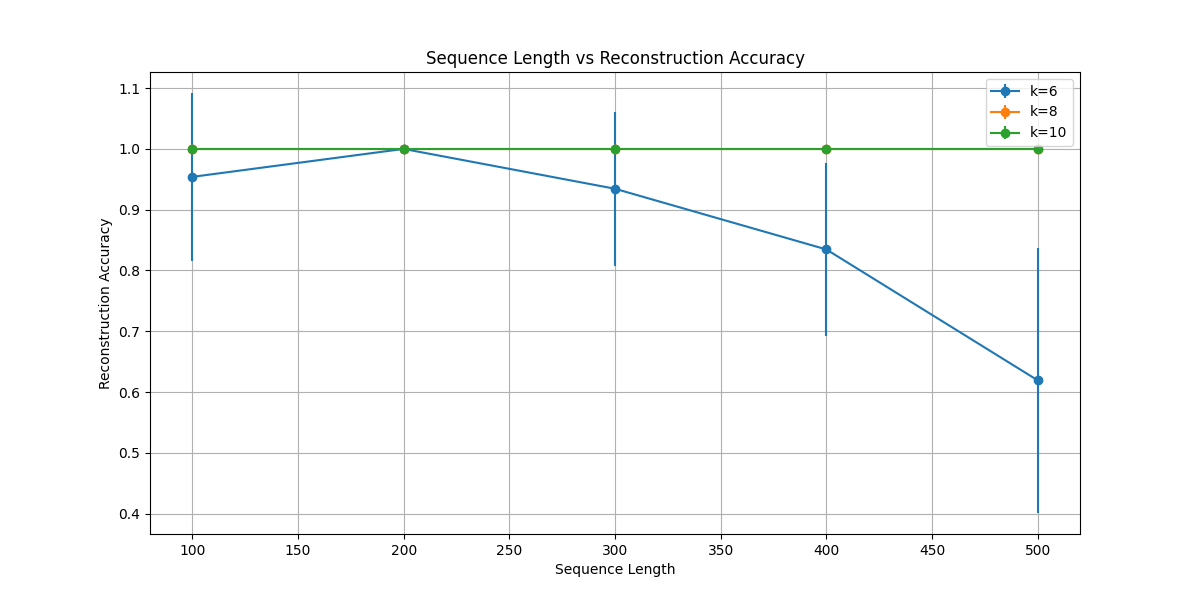 Sequence Length vs Reconstruction Accuracy
k=6
k=8
k=10
Reconstruction Accuracy
1.1
1.0
0.9
0.8
0.7
0.6
0.5
0.4
100 150 200 250 300 350 400 450 500
Sequence Length